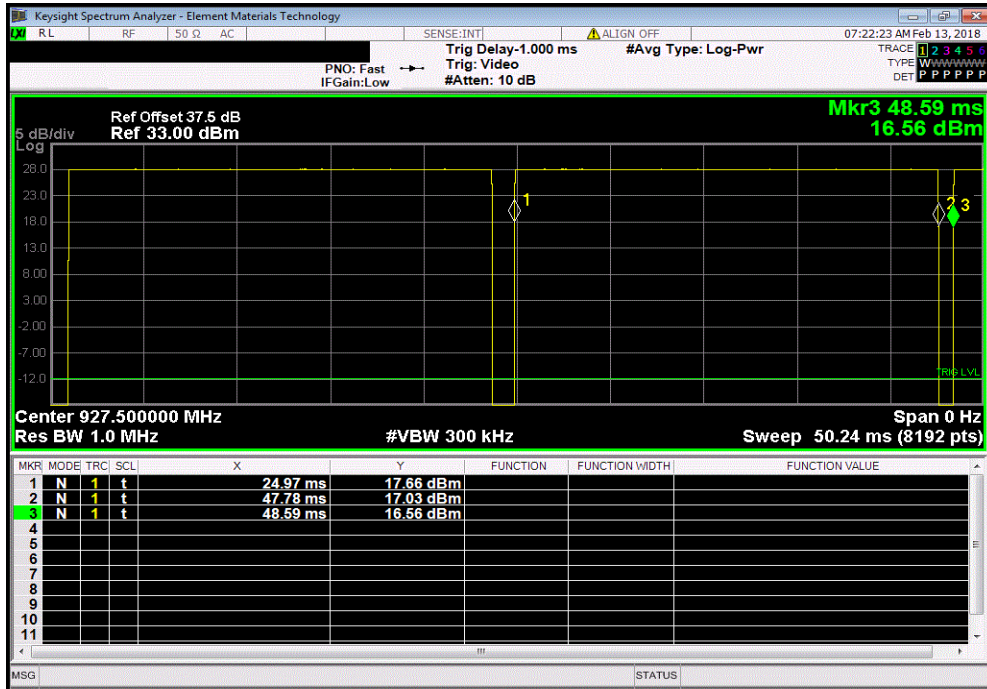 Keysight Spectrum Analyzer - Element Materials Technology
LXI RL RF 50 Ω AC SENSE:INT ALIGN OFF 07:22:23 AM Feb 13, 2018
Trig Delay-1.000 ms #Avg Type: Log-Pwr TRACE 1 2 3 4 5 6
PNO: Fast Trig: Video TYPE WWWWWW
IFGain:Low #Atten: 10 dB DET P P P P P P
Mkr3 48.59 ms
16.56 dBm
Ref Offset 37.5 dB
5 dB/div Ref 33.00 dBm
Log
28.0
23.0
1
2 3
18.0
13.0
8.00
3.00
-2.00
-7.00
-12.0
TRIG LVL
Center 927.500000 MHz Span 0 Hz
Res BW 1.0 MHz #VBW 300 kHz Sweep 50.24 ms (8192 pts)
MKR MODE TRC SCL X Y FUNCTION FUNCTION WIDTH FUNCTION VALUE
1 N 1 t 24.97 ms 17.66 dBm
2 N 1 t 47.78 ms 17.03 dBm
3 N 1 t 48.59 ms 16.56 dBm
4
5
6
7
8
9
10
11
MSG STATUS